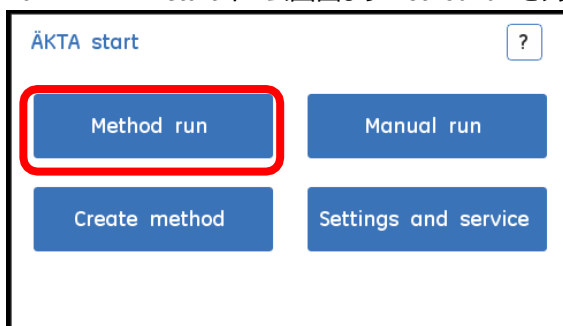 ÄKTA start
?
Method run
Manual run
Create method
Settings and service